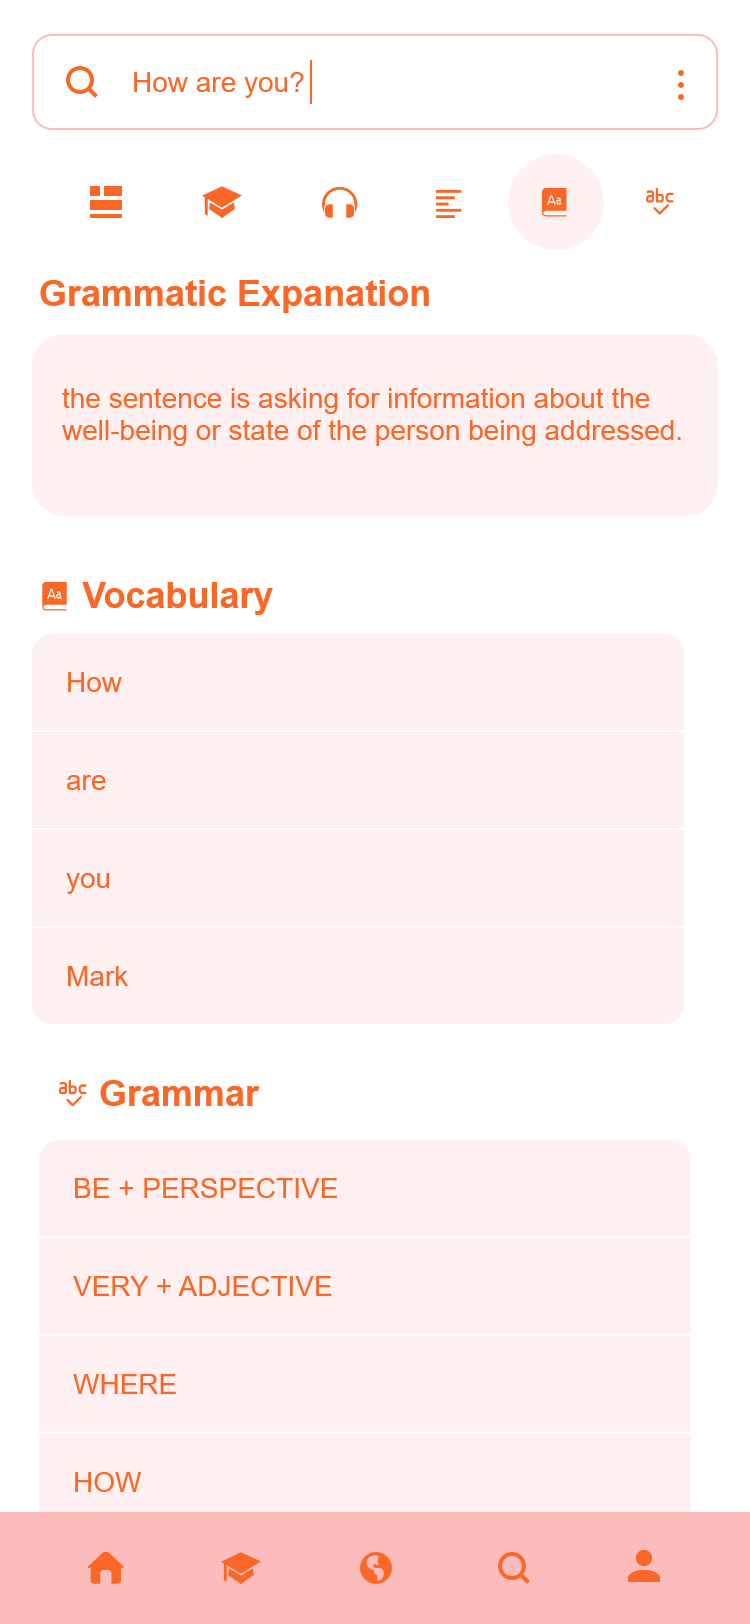 How are you?
Aa
abc
Grammatic Expanation
the sentence is asking for information about the
well-being or state of the person being addressed.
Aa
Vocabulary
How
are
you
Mark
abc
Grammar
BE + PERSPECTIVE
VERY + ADJECTIVE
WHERE
HOW